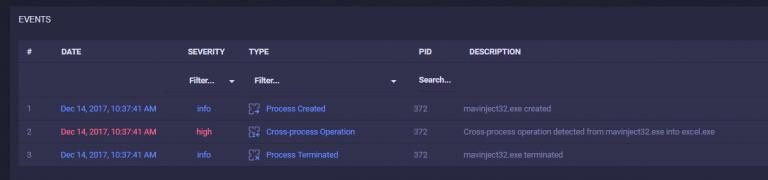 EVENTS
# DATE SEVERITY TYPE PID DESCRIPTION
Filter... Filter... Search...
1 Dec 14, 2017, 10:37:41 AM info Process Created 372 mavinject32.exe created
2 Dec 14, 2017, 10:37:41 AM high Cross-process Operation 372 Cross-process operation detected from mavinject32.exe into excel.exe
3 Dec 14, 2017, 10:37:41 AM info Process Terminated 372 mavinject32.exe terminated